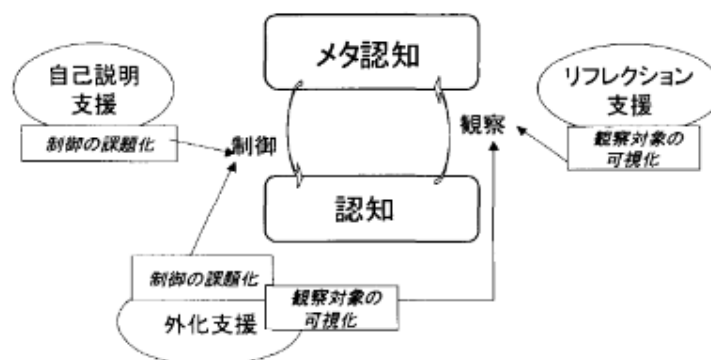 メタ認知
自己説明
支援
制御の課題化
制御
観察
リフレクション
支援
観察対象の
可視化
認知
制御の課題化
観察対象の
可視化
外化支援